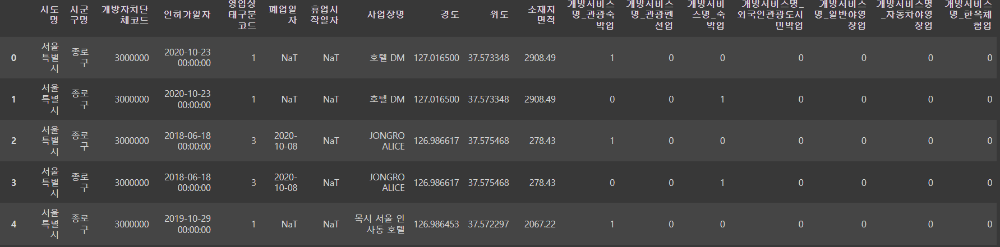 시도명 시군구명 개방자치단체코드 인허가일자 영업상태구분코드 폐업일자 휴업시작일자 사업장명 경도 위도 소재지면적 개방서비스명_관광숙박업 개방서비스명_관광펜션업 개방서비스명_숙박업 개방서비스명_외국인관광도시민박업 개방서비스명_일반야영장업 개방서비스명_자동차야영장업 개방서비스명_한옥체험업
0 서울특별시 종로구 3000000 2020-10-23 00:00:00 1 NaT NaT 호텔 DM 127.016500 37.573348 2908.49 1 0 0 0 0 0 0
1 서울특별시 종로구 3000000 2020-10-23 00:00:00 1 NaT NaT 호텔 DM 127.016500 37.573348 2908.49 0 0 1 0 0 0 0
2 서울특별시 종로구 3000000 2018-06-18 00:00:00 3 2020-10-08 NaT JONGRO ALICE 126.986617 37.575468 278.43 1 0 0 0 0 0 0
3 서울특별시 종로구 3000000 2018-06-18 00:00:00 3 2020-10-08 NaT JONGRO ALICE 126.986617 37.575468 278.43 0 0 1 0 0 0 0
4 서울특별시 종로구 3000000 2019-10-29 00:00:00 1 NaT NaT 목시 서울 인사동 호텔 126.986453 37.572297 2067.22 1 0 0 0 0 0 0